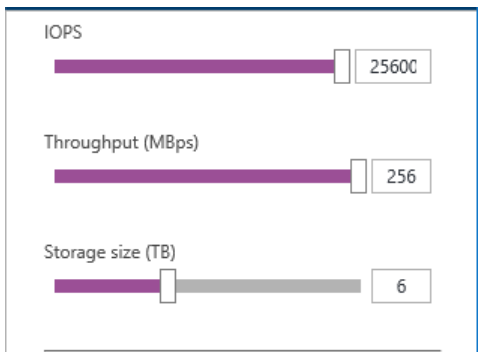 IOPS
25600
Throughput (MBps)
256
Storage size (TB)
6